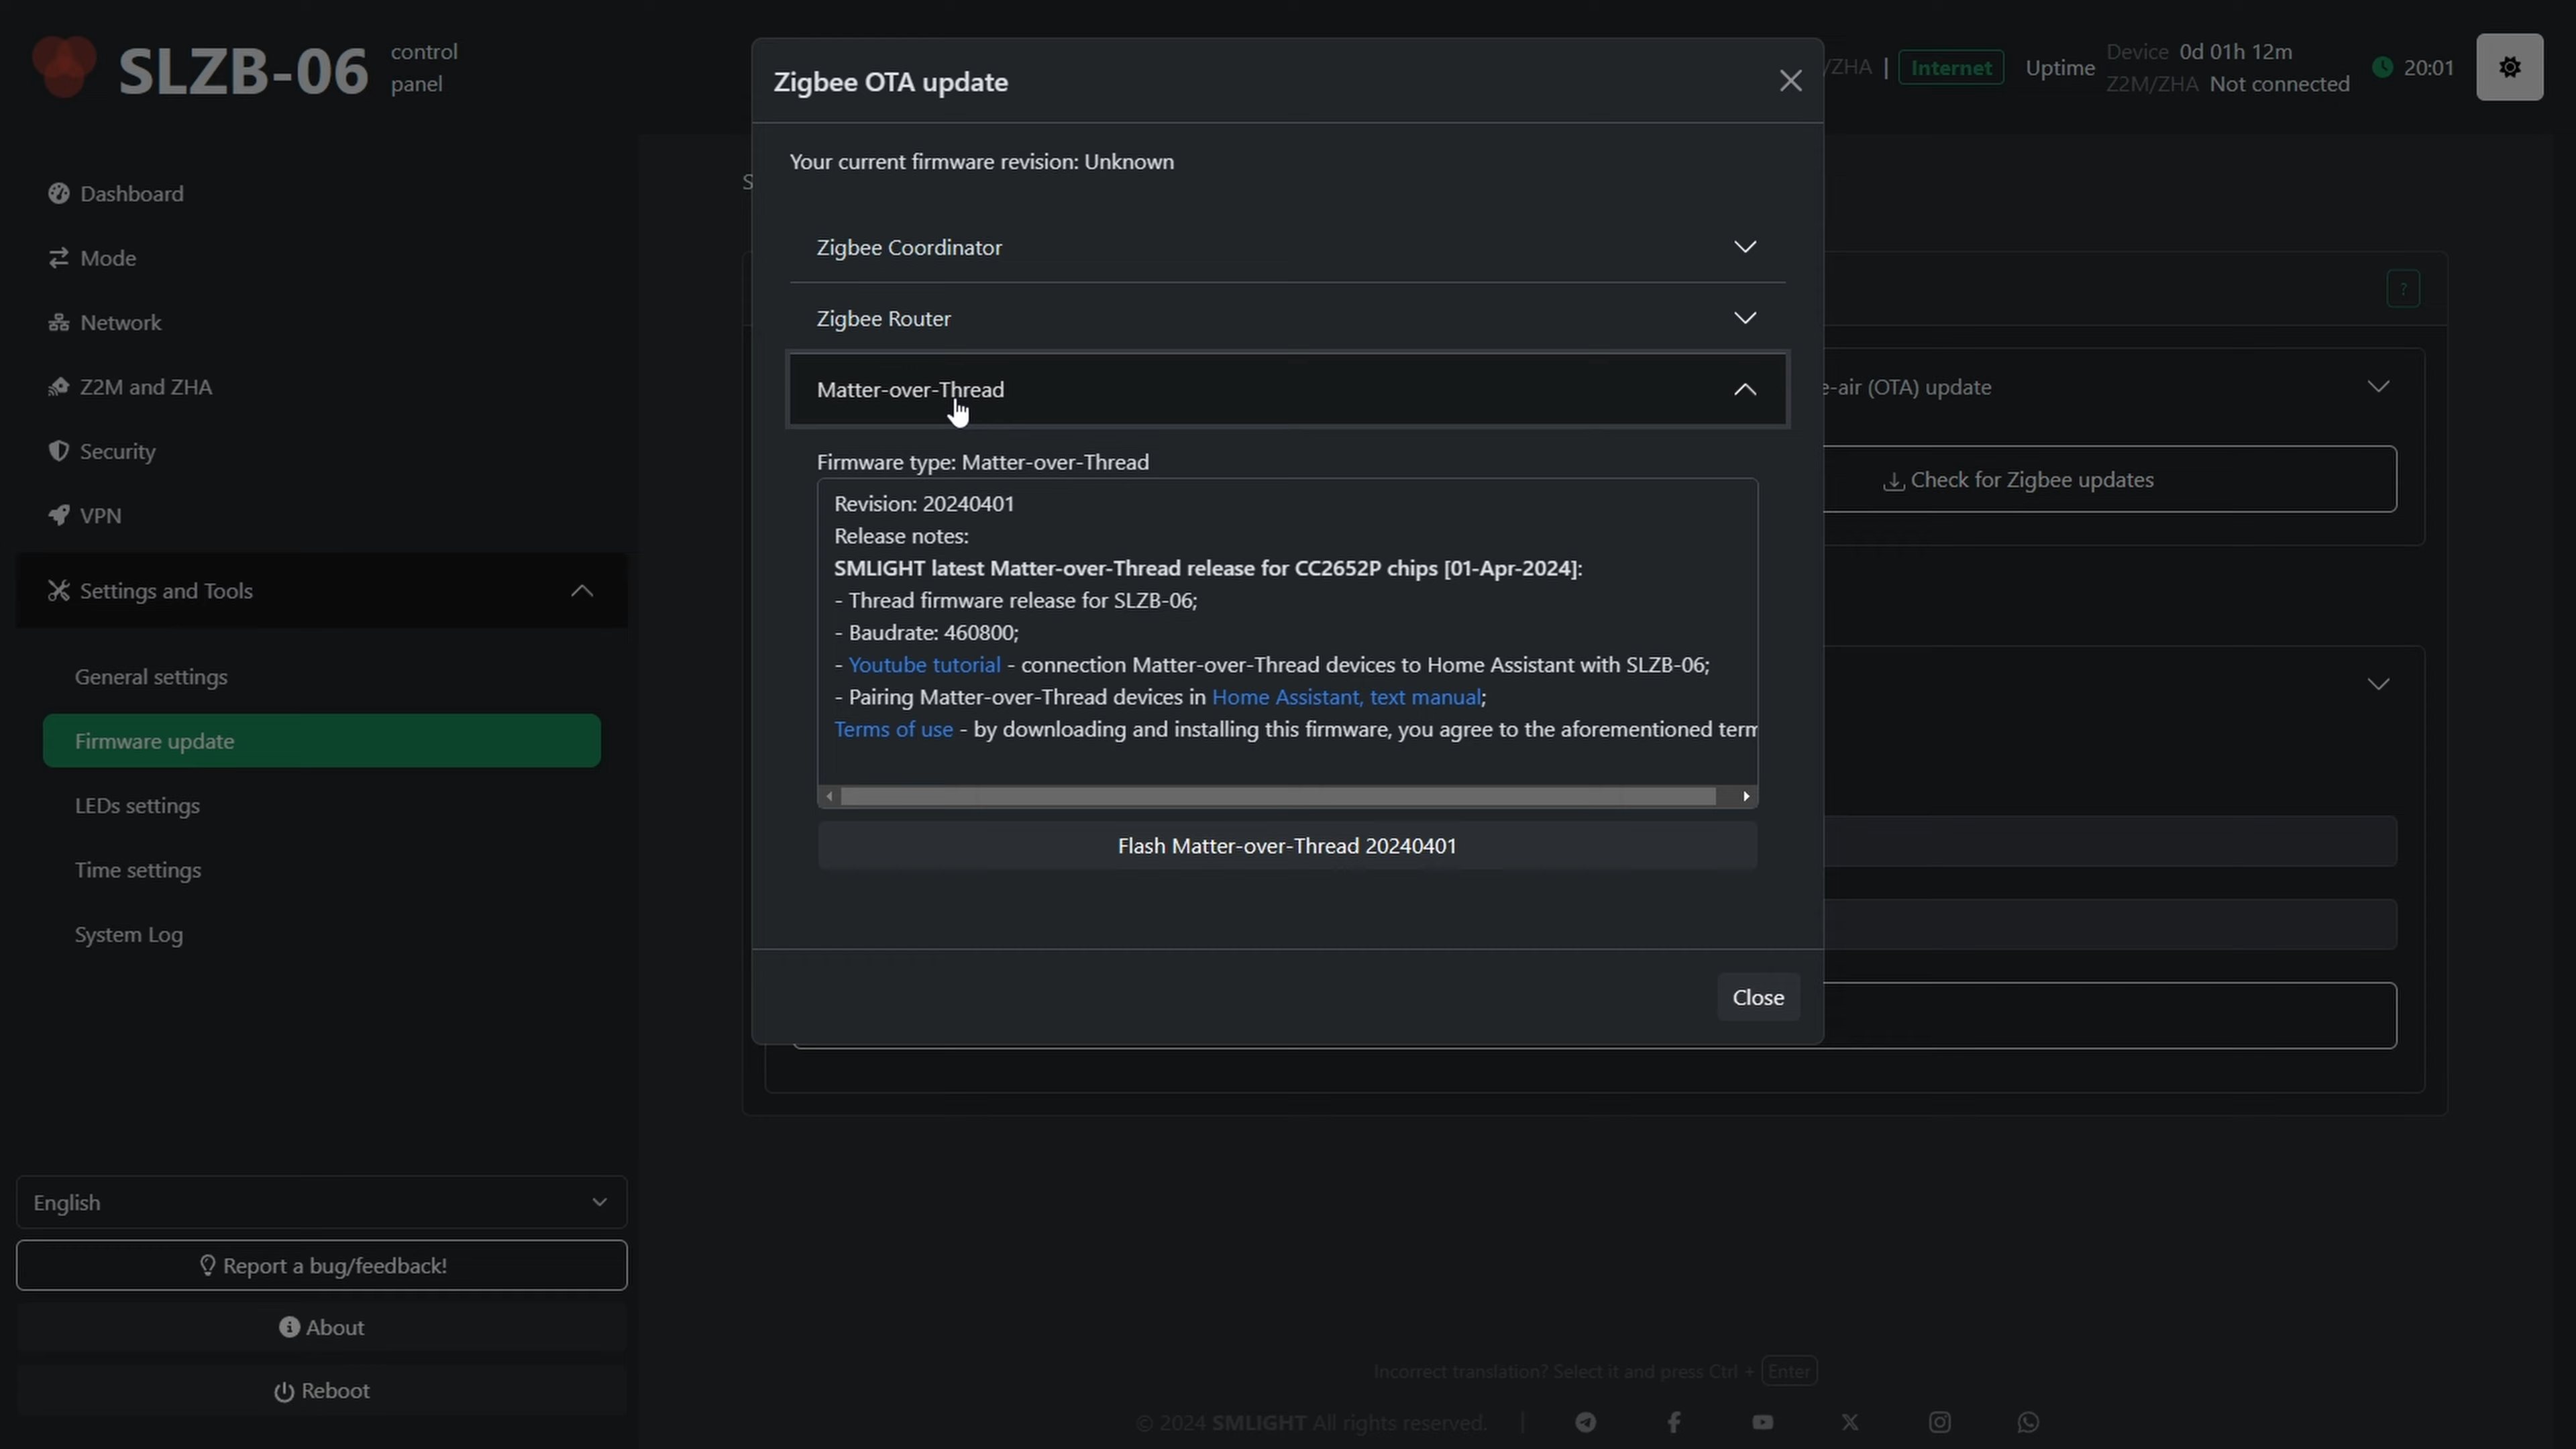 SLZB-06 control panel
/ZHA | Internet Uptime Device 0d 01h 12m Z2M/ZHA Not connected 20:01
Dashboard
Mode
Network
Z2M and ZHA
Security
VPN
Settings and Tools
General settings
Firmware update
LEDs settings
Time settings
System Log
English
Report a bug/feedback!
About
Reboot
Zigbee OTA update
Your current firmware revision: Unknown
Zigbee Coordinator
Zigbee Router
Matter-over-Thread
Firmware type: Matter-over-Thread
Revision: 20240401
Release notes:
SMLIGHT latest Matter-over-Thread release for CC2652P chips [01-Apr-2024]:
- Thread firmware release for SLZB-06;
- Baudrate: 460800;
- Youtube tutorial - connection Matter-over-Thread devices to Home Assistant with SLZB-06;
- Pairing Matter-over-Thread devices in Home Assistant, text manual;
Terms of use - by downloading and installing this firmware, you agree to the aforementioned term
Flash Matter-over-Thread 20240401
Close
?
e-air (OTA) update
Check for Zigbee updates
Incorrect translation? Select it and press Ctrl + Enter
© 2024 SMLIGHT All rights reserved. |